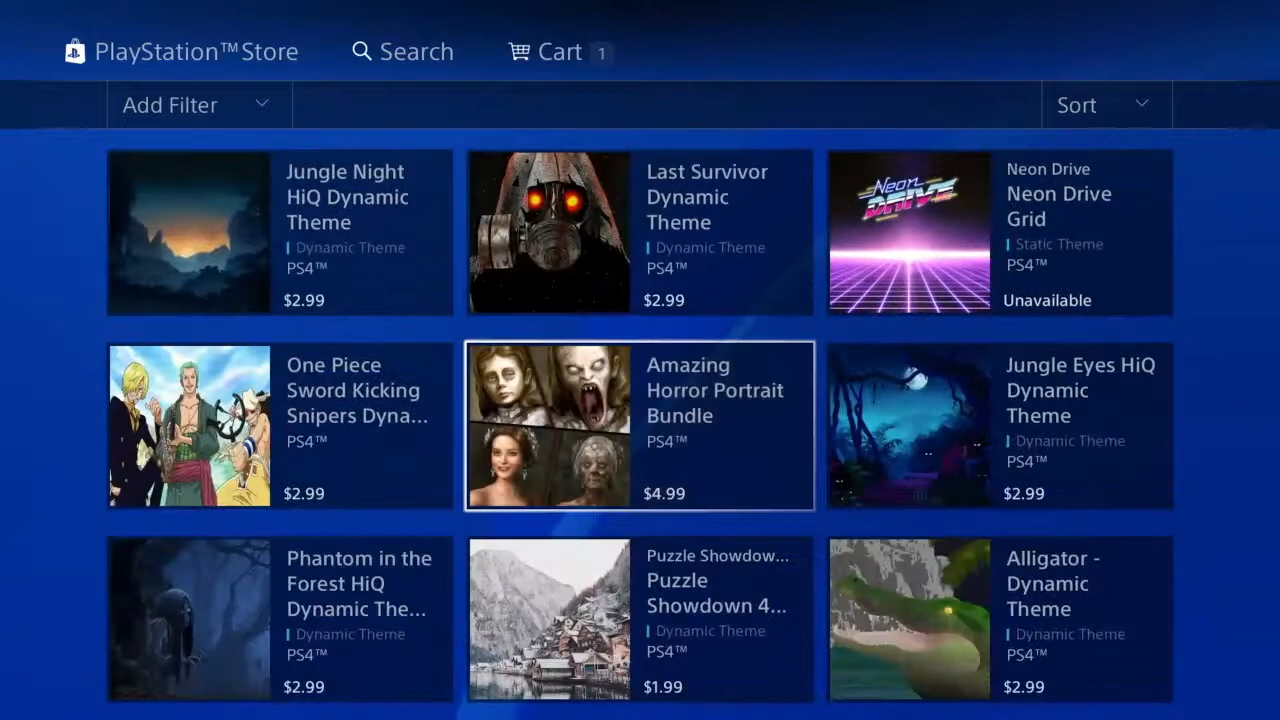 PlayStation™Store
Search
Cart 1
Add Filter
Sort
Jungle Night
HiQ Dynamic
Theme
Dynamic Theme
PS4™
$2.99
Last Survivor
Dynamic
Theme
Dynamic Theme
PS4™
$2.99
Neon DRIVE
Neon Drive
Neon Drive
Grid
Static Theme
PS4™
Unavailable
One Piece
Sword Kicking
Snipers Dyna...
PS4™
$2.99
Amazing
Horror Portrait
Bundle
PS4™
$4.99
Jungle Eyes HiQ
Dynamic
Theme
Dynamic Theme
PS4™
$2.99
Phantom in the
Forest HiQ
Dynamic The...
Dynamic Theme
PS4™
$2.99
Puzzle Showdow...
Puzzle
Showdown 4...
Dynamic Theme
PS4™
$1.99
Alligator -
Dynamic
Theme
Dynamic Theme
PS4™
$2.99